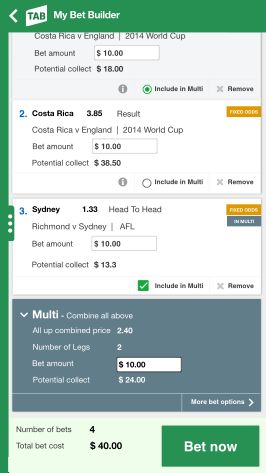 TAB My Bet Builder
Costa Rica v England | 2014 World Cup
Bet amount $ 10.00
Potential collect $ 18.00
Include in Multi Remove
2. Costa Rica 3.85 Result FIXED ODDS
Costa Rica v England | 2014 World Cup
Bet amount $ 10.00
Potential collect $ 38.50
Include in Multi Remove
3. Sydney 1.33 Head To Head FIXED ODDS
IN MULTI
Richmond v Sydney | AFL
Bet amount $ 10.00
Potential collect $ 13.3
Include in Multi Remove
Multi - Combine all above
All up combined price 2.40
Number of Legs 2
Bet amount $ 10.00
Potential collect $ 24.00
More bet options
Number of bets 4
Total bet cost $ 40.00
Bet now